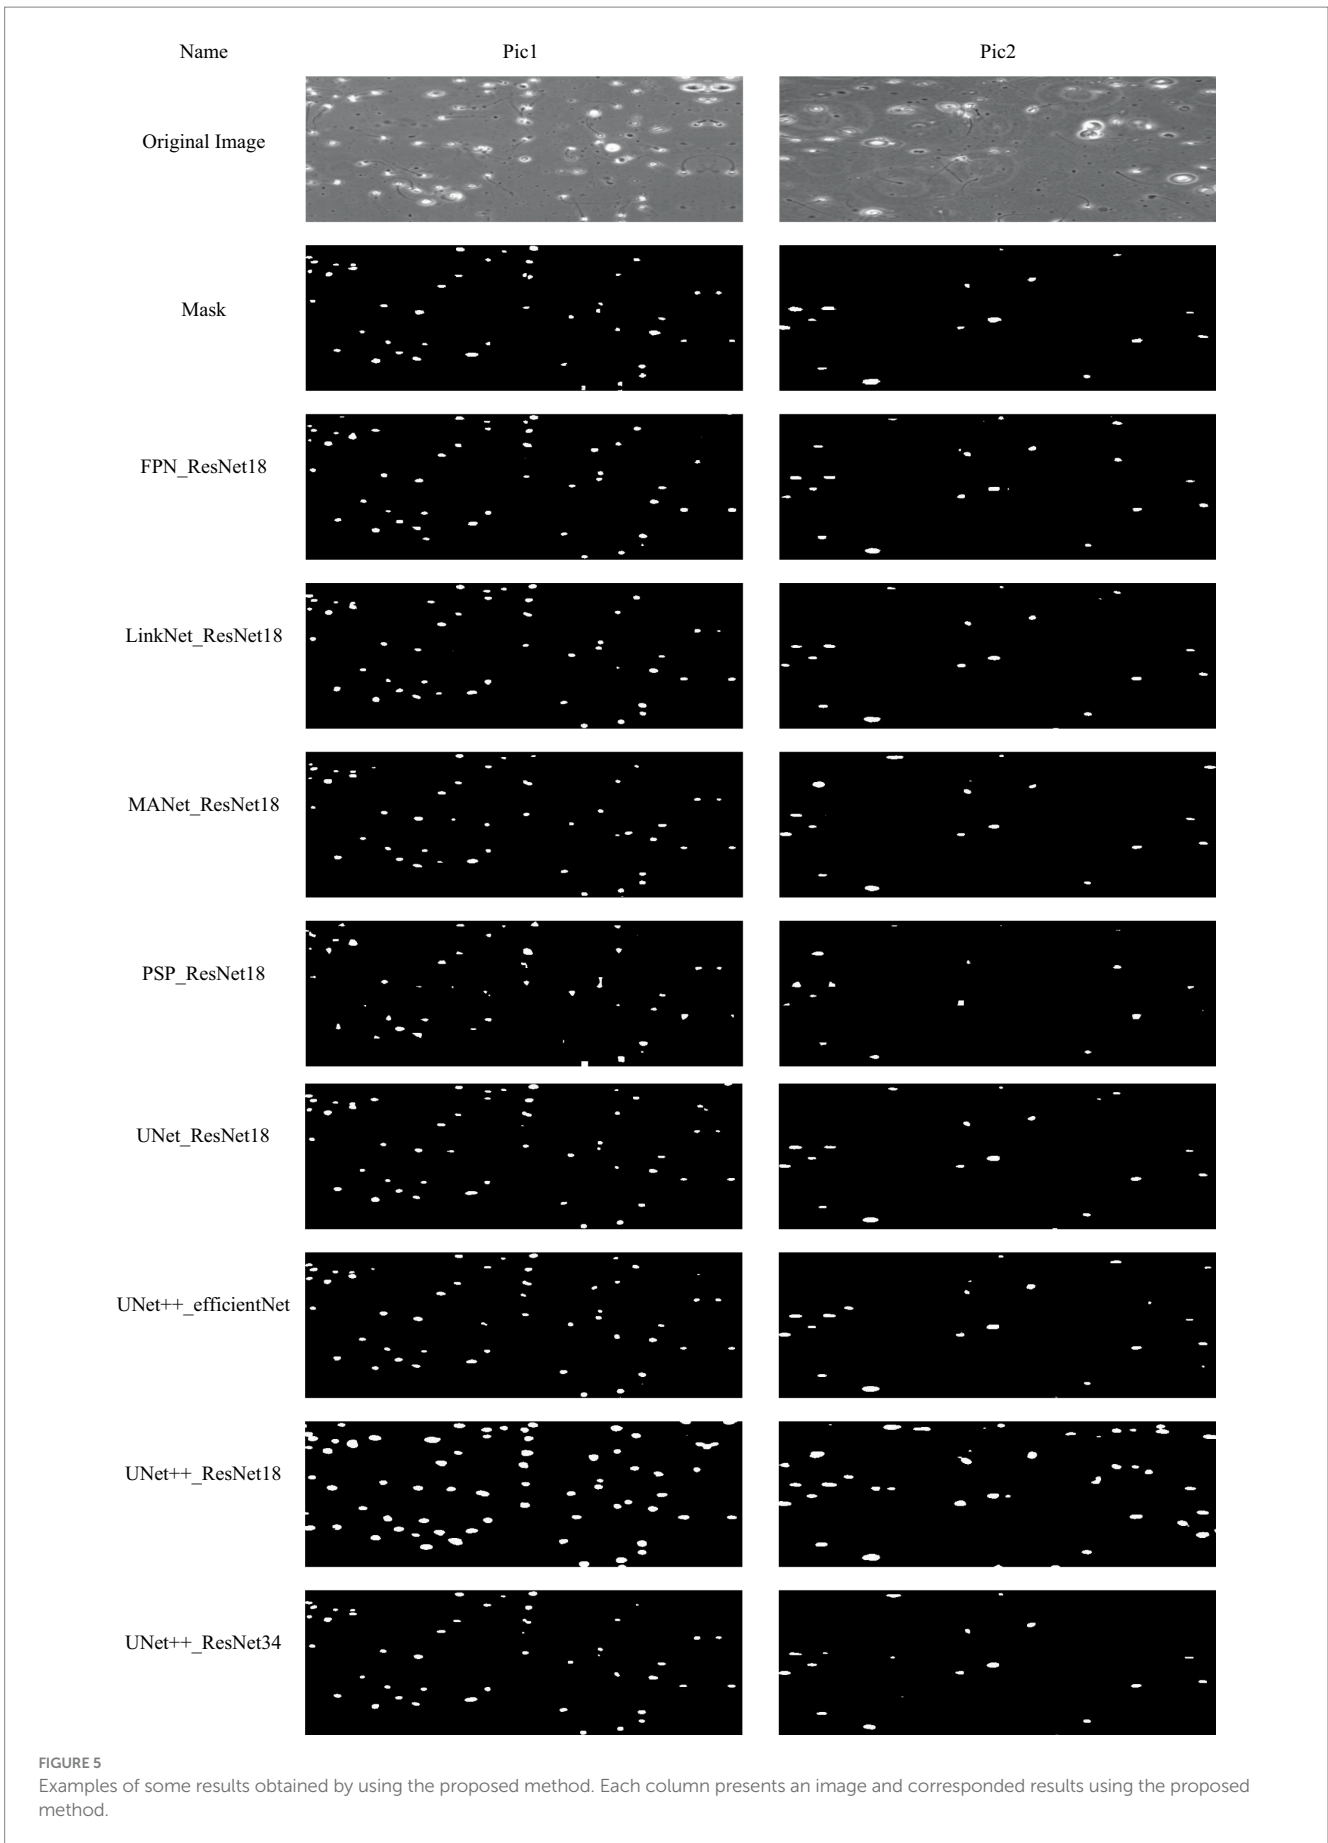 Name Pic1 Pic2
Original Image
Mask
FPN_ResNet18
LinkNet_ResNet18
MANet_ResNet18
PSP_ResNet18
UNet_ResNet18
UNet++_efficientNet
UNet++_ResNet18
UNet++_ResNet34
FIGURE 5
Examples of some results obtained by using the proposed method. Each column presents an image and corresponded results using the proposed
method.